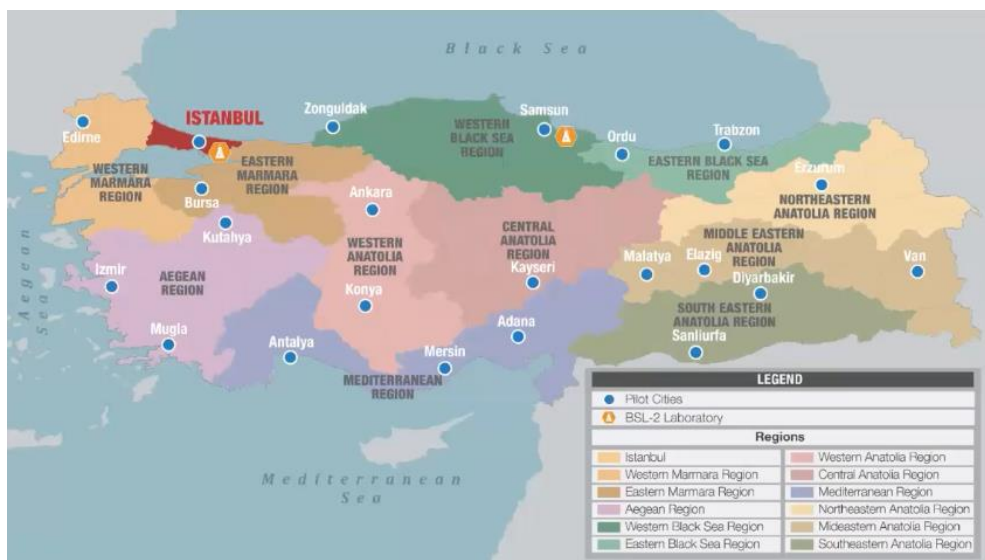 Black Sea
ISTANBUL
Zonguldak
Samsun
Edirne
WESTERN
BLACK SEA
REGION
Ordu
Trabzon
EASTERN BLACK SEA
REGION
Erzurum
WESTERN
MARMARA
REGION
EASTERN
MARMARA
REGION
Bursa
Ankara
NORTHEASTERN
ANATOLIA REGION
Kutahya
CENTRAL
ANATOLIA
REGION
MIDDLE EASTERN
ANATOLIA
REGION
WESTERN
ANATOLIA
REGION
Aegean
Sea
Izmir
AEGEAN
REGION
Konya
Kayseri
Malatya
Elazig
Diyarbakir
Van
SOUTH EASTERN
ANATOLIA REGION
Mugla
Antalya
Mersin
Adana
Sanliurfa
MEDITERRANEAN
REGION
Mediterranean
Sea
LEGEND
Pilot Cities
BSL-2 Laboratory
Regions
Istanbul
Western Marmara Region
Eastern Marmara Region
Aegean Region
Western Black Sea Region
Eastern Black Sea Region
Western Anatolia Region
Central Anatolia Region
Mediterranean Region
Northeastern Anatolia Region
Mideastern Anatolia Region
Southeastern Anatolia Region